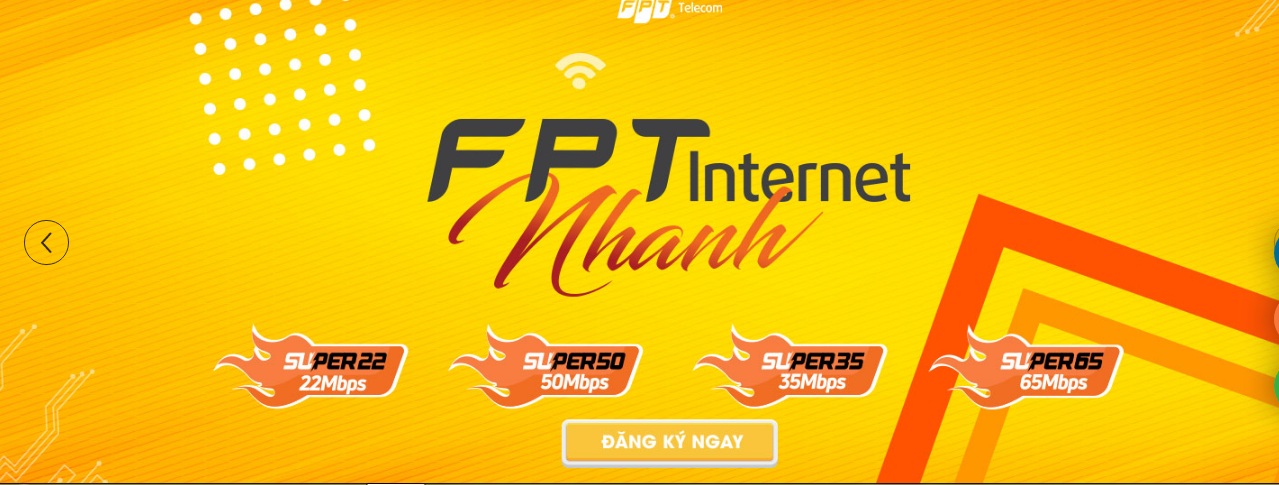 FPT Telecom
FPT Internet
Nhanh
SUPER22
22Mbps
SUPER50
50Mbps
SUPER35
35Mbps
SUPER65
65Mbps
ĐĂNG KÝ NGAY